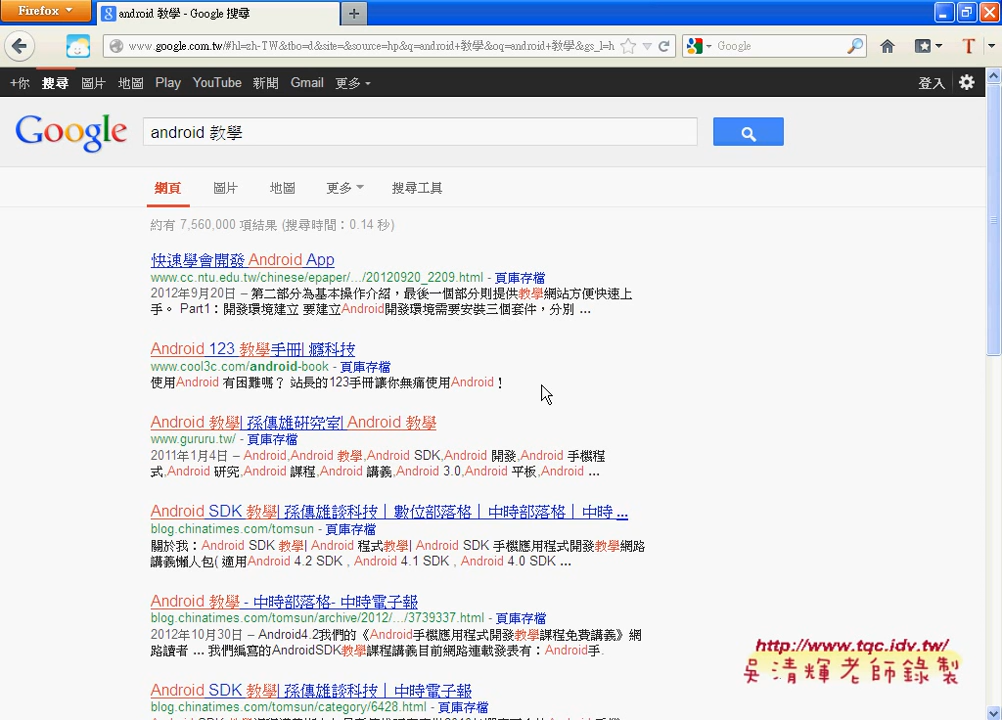 Firefox
android 教學 - Google 搜尋
www.google.com.tw/#hl=zh-TW&tbo=d&site=&source=hp&q=android+教學&oq=android+教學&gs_l=h
Google
+你 搜尋 圖片 地圖 Play YouTube 新聞 Gmail 更多 登入
Google
android 教學
網頁 圖片 地圖 更多 搜尋工具
約有 7,560,000 項結果 (搜尋時間：0.14 秒)
快速學會開發 Android App
www.cc.ntu.edu.tw/chinese/epaper/.../20120920_2209.html - 頁庫存檔
2012年9月20日 – 第二部分為基本操作介紹，最後一個部分則提供教學網站方便快速上
手。 Part1：開發環境建立 要建立Android開發環境需要安裝三個套件，分別 ...
Android 123 教學手冊| 癮科技
www.cool3c.com/android-book - 頁庫存檔
使用Android 有困難嗎？ 站長的123手冊讓你無痛使用Android！
Android 教學| 孫傳雄研究室| Android 教學
www.gururu.tw/ - 頁庫存檔
2011年1月4日 – Android,Android 教學,Android SDK,Android 開發,Android 手機程
式,Android 研究,Android 課程,Android 講義,Android 3.0,Android 平板,Android ...
Android SDK 教學| 孫傳雄談科技｜數位部落格｜中時部落格｜中時 ...
blog.chinatimes.com/tomsun - 頁庫存檔
關於我：Android SDK 教學| Android 程式教學| Android SDK 手機應用程式開發教學網路
講義懶人包( 適用Android 4.2 SDK , Android 4.1 SDK , Android 4.0 SDK ...
Android 教學 - 中時部落格- 中時電子報
blog.chinatimes.com/tomsun/archive/2012/.../3739337.html - 頁庫存檔
2012年10月30日 – Android4.2我們的《Android手機應用程式開發教學課程免費講義》網
路讀者 ... 我們編寫的AndroidSDK教學課程講義目前網路連載發表有：Android手.
Android SDK 教學| 孫傳雄談科技｜中時電子報
blog.chinatimes.com/tomsun/category/6428.html - 頁庫存檔
http://www.tqc.idv.tw/
吳清輝老師錄製